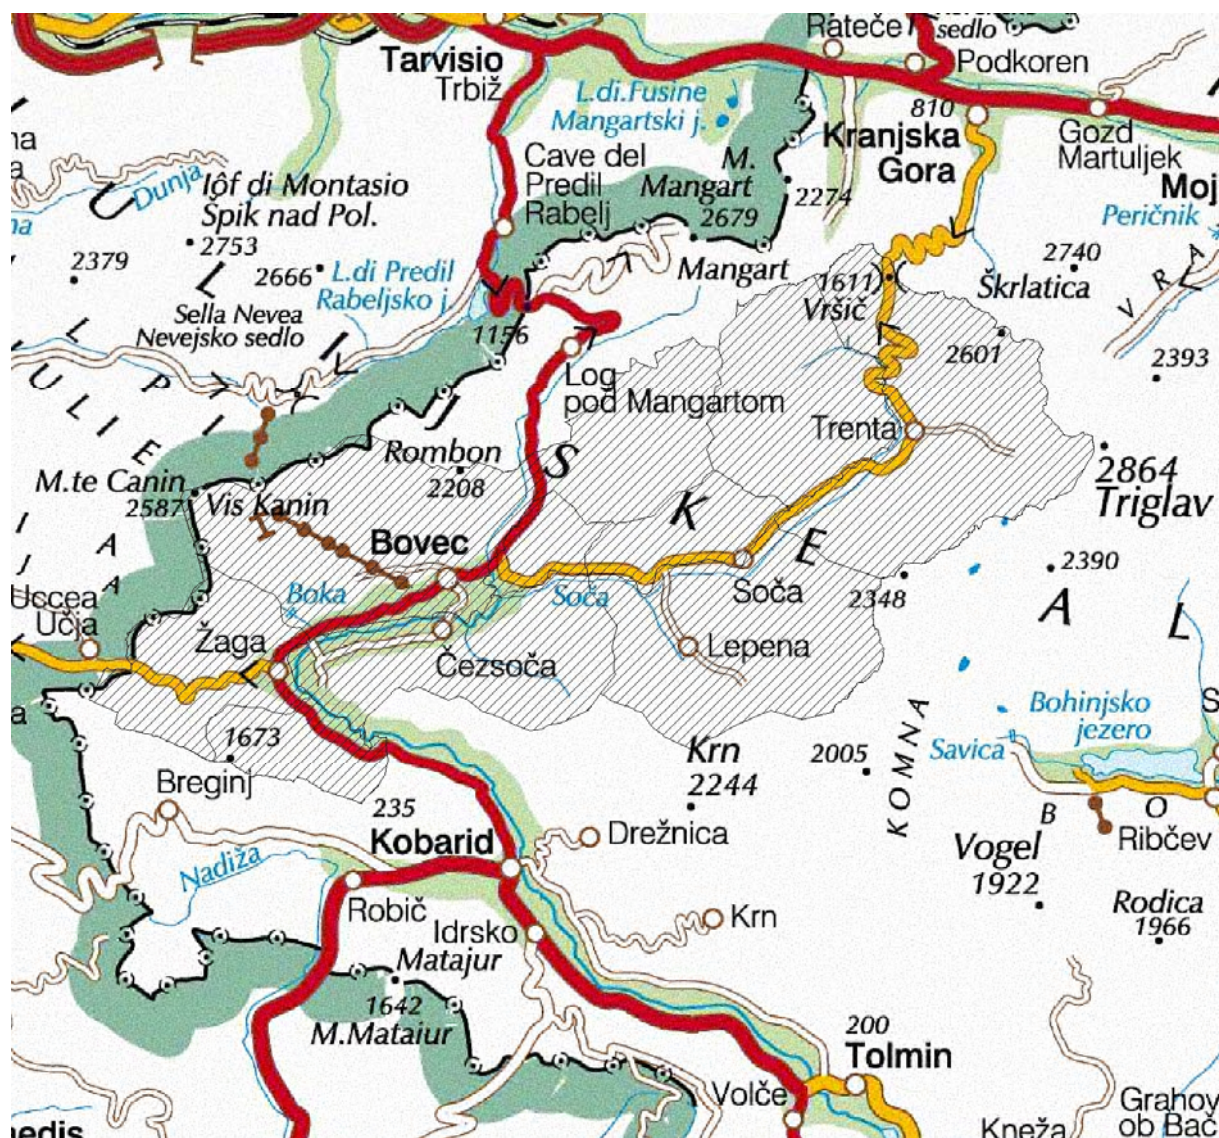 Rateče
sedlo
Podkoren
Tarvisio
Trbiž
L.di.Fusine
Mangartski j.
810
Kranjska
Gora
Gozd
Martuljek
Cave del
Predil
Rabelj
M.
Mangart
2679
2274
Moj
Peričnik
Dunja
Iôf di Montasio
Špik nad Pol.
2753
2379
2666
L.di Predil
Rabeljsko j.
Mangart
2740
Škrlatica
1611
Vršič
V R A
Sella Nevea
Nevejsko sedlo
1156
2601
2393
Log
pod Mangartom
Trenta
J U L I J S K E
A L P I
A L
U L I E
Rombon
2208
M.te Canin
2587
Vis Kanin
2864
Triglav
Bovec
2390
Uccea
Učja
Boka
Soča
Soča
2348
Žaga
Čezsoča
Lepena
1673
Breginj
Krn
2244
2005
KOMNA
Savica
Bohinjsko
jezero
B O
Ribčev
235
Kobarid
Drežnica
Vogel
1922
Nadiža
Robič
Idrsko
Krn
Rodica
1966
Matajur
1642
M.Mataiur
200
Tolmin
Volče
Kneža
Grahov
ob Bač
nedis